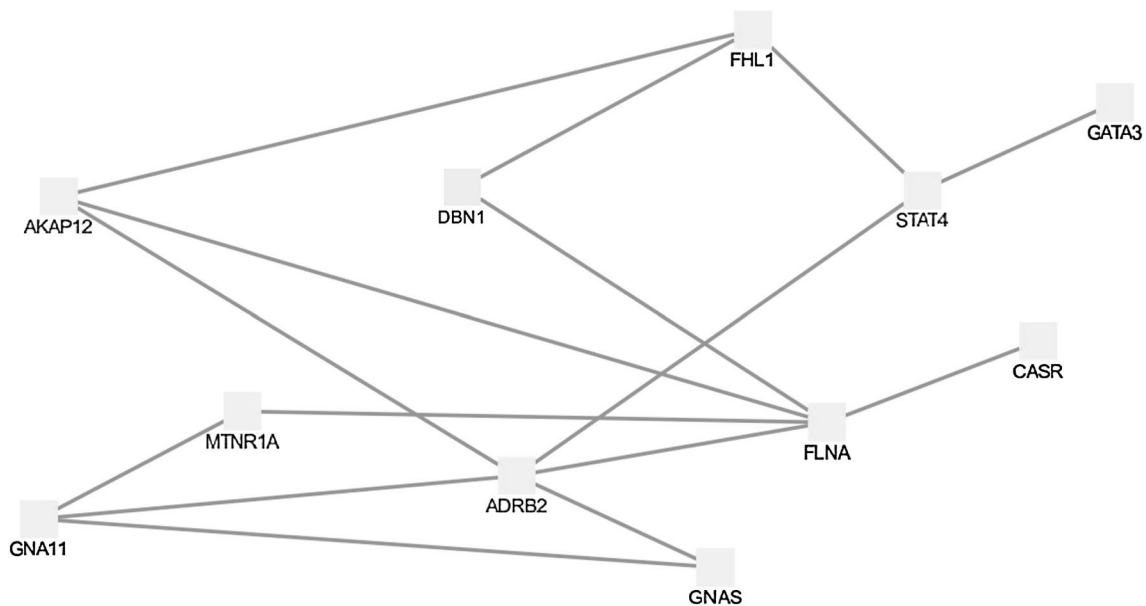 FHL1
GATA3
AKAP12
DBN1
STAT4
CASR
MTNR1A
FLNA
ADRB2
GNA11
GNAS